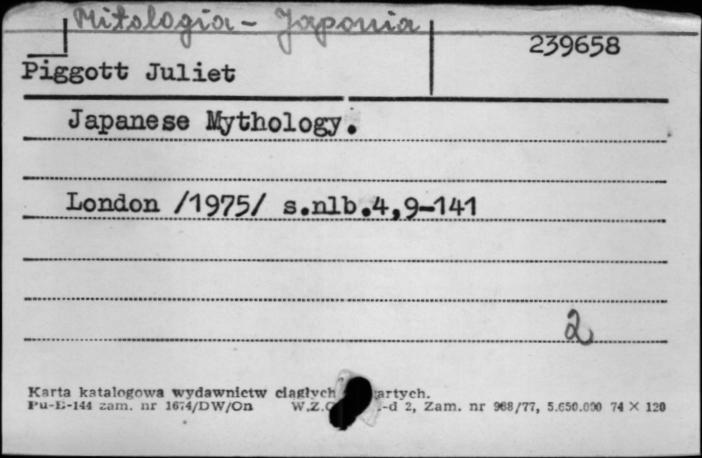 Mitologia - Japonia
239658
Piggott Juliet
Japanese Mythology.
London /1975/ s.nlb.4,9-141
2
Karta katalogowa wydawnictw ciągłych artych.
Pu-E-144 zam. nr 1674/DW/On W.Z. -d 2, Zam. nr 968/77, 5.650.000 74 X 120